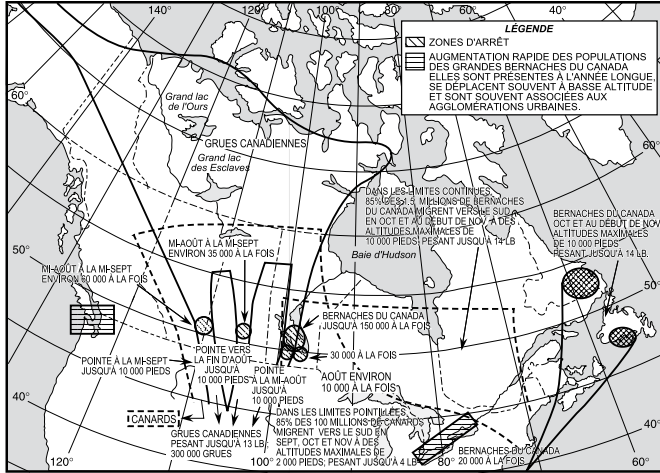 140°
120°
110°
100°
90°
80°
60°
LÉGENDE
ZONES D'ARRÊT
AUGMENTATION RAPIDE DES POPULATIONS
DES GRANDES BERNACHES DU CANADA
ELLES SONT PRÉSENTES À L'ANNÉE LONGUE,
SE DÉPLACENT SOUVENT À BASSE ALTITUDE
ET SONT SOUVENT ASSOCIÉES AUX
AGGLOMÉRATIONS URBAINES.
60°
Grand lac
de l'Ours
GRUES CANADIENNES
Grand lac
des Esclaves
60°
60°
DANS LES LIMITES CONTINUES,
85% DES 1.5 MILLIONS DE BERNACHES
DU CANADA MIGRENT VERS LE SUD
EN OCT ET AU DÉBUT DE NOV À DES
ALTITUDES MAXIMALES DE
10 000 PIEDS; PESANT JUSQU'À 14 LB
Baie d'Hudson
BERNACHES DU CANADA
OCT ET AU DÉBUT DE NOV
ALTITUDES MAXIMALES
DE 10 000 PIEDS
PESANT JUSQU'À 14 LB.
50°
50°
MI-AOÛT À LA MI-SEPT
ENVIRON 35 000 À LA FOIS
MI-AOÛT À LA MI-SEPT
ENVIRON 60 000 À LA FOIS
BERNACHES DU CANADA
JUSQU'À 150 000 À LA FOIS
30 000 À LA FOIS
AOÛT ENVIRON
10 000 À LA FOIS
POINTE À LA MI-SEPT
JUSQU'À 10 000 PIEDS
POINTE VERS
LA FIN D'AOÛT
JUSQU'À
10 000 PIEDS
POINTE
À LA MI-AOÛT
JUSQU'À
10 000 PIEDS
40°
40°
CANARDS
GRUES CANADIENNES
PESANT JUSQU'À 13 LB
300 000 GRUES
DANS LES LIMITES POINTILLÉES
85% DES 100 MILLIONS DE CANARDS
MIGRENT VERS LE SUD EN
SEPT, OCT ET NOV À DES
ALTITUDES MAXIMALES DE
2 000 PIEDS; PESANT JUSQU'À 4 LB
BERNACHES DU CANADA
20 000 À LA FOIS
120°
100°
80°
60°